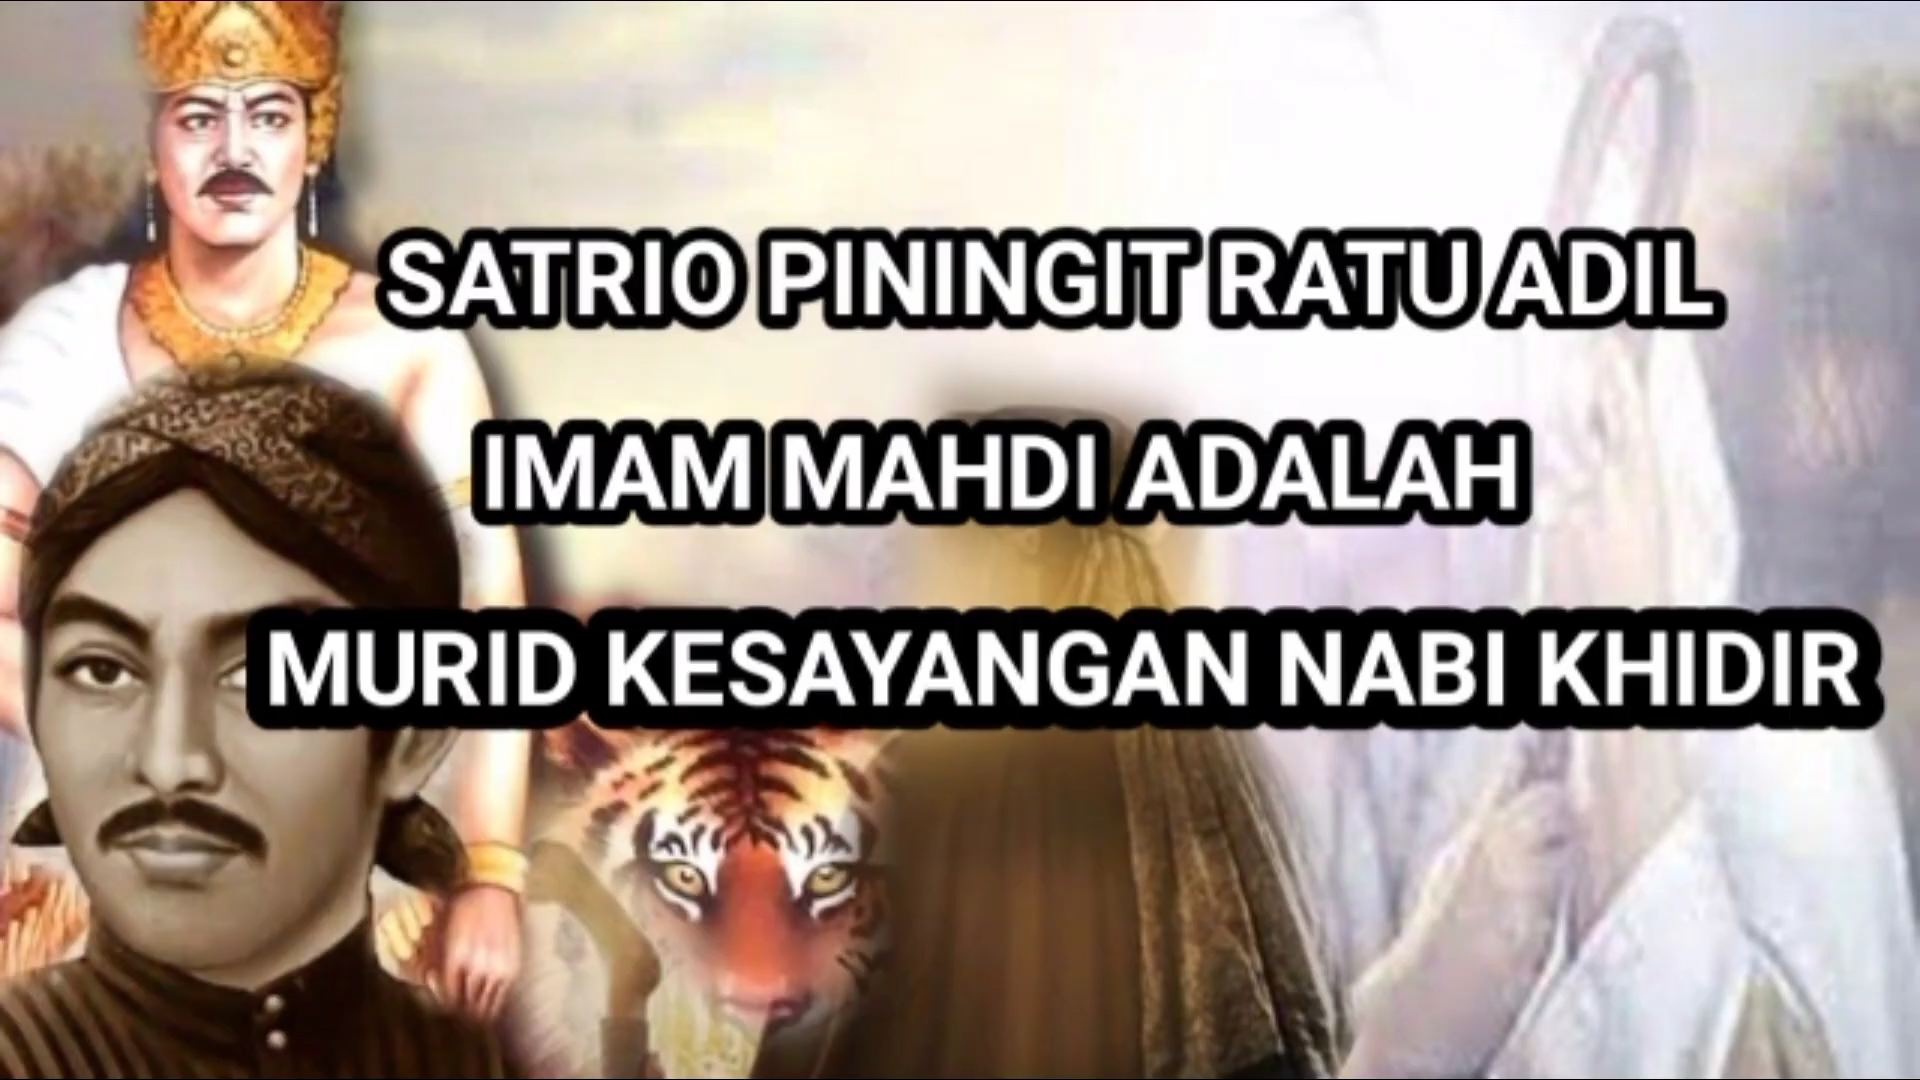 SATRIO PININGIT RATU ADIL
IMAM MAHDI ADALAH
MURID KESAYANGAN NABI KHIDIR